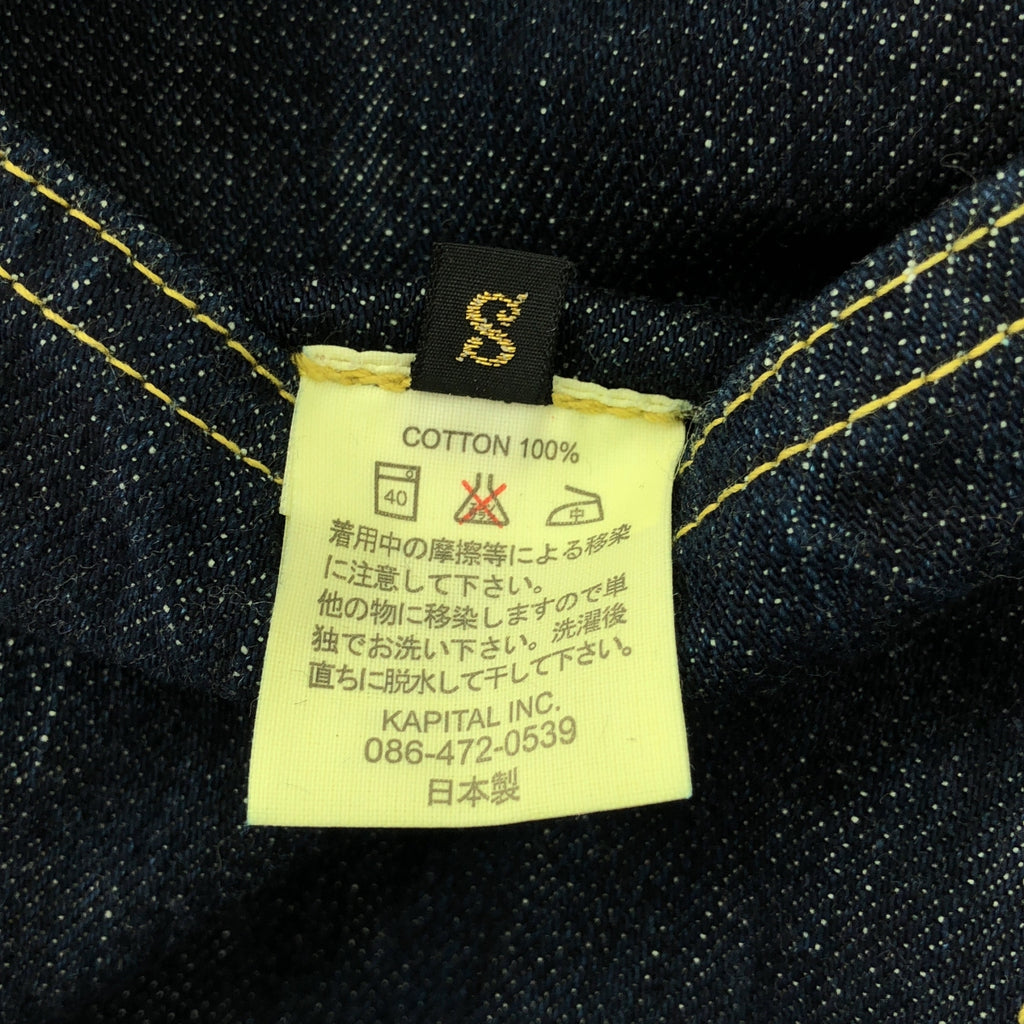 S
COTTON 100%
40 中
着用中の摩擦等による移染
に注意して下さい。
他の物に移染しますので単
独でお洗い下さい。洗濯後
直ちに脱水して干して下さい。
KAPITAL INC.
086-472-0539
日本製